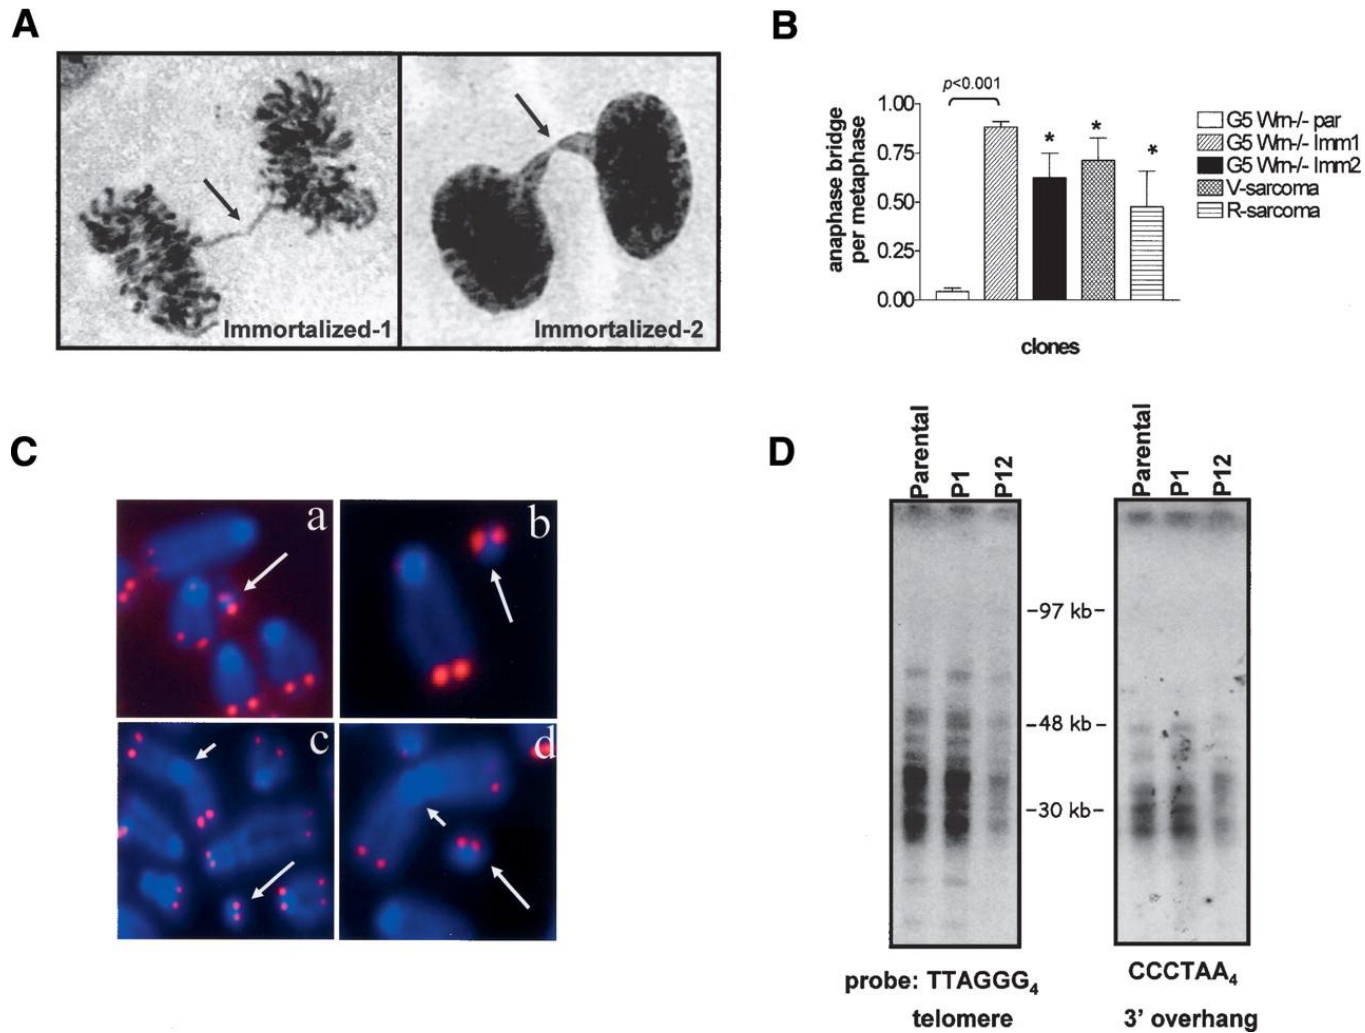 A
Immortalized-1
Immortalized-2
B
p<0.001
anaphase bridge
per metaphase
1.00
0.75
0.50
0.25
0.00
*
*
*
clones
G5 Wrn-/- par
G5 Wrn-/- Imm1
G5 Wrn-/- Imm2
V-sarcoma
R-sarcoma
C
a
b
c
d
D
Parental
P1
P12
Parental
P1
P12
-97 kb-
-48 kb-
-30 kb-
probe: TTAGGG4
telomere
CCCTAA4
3' overhang